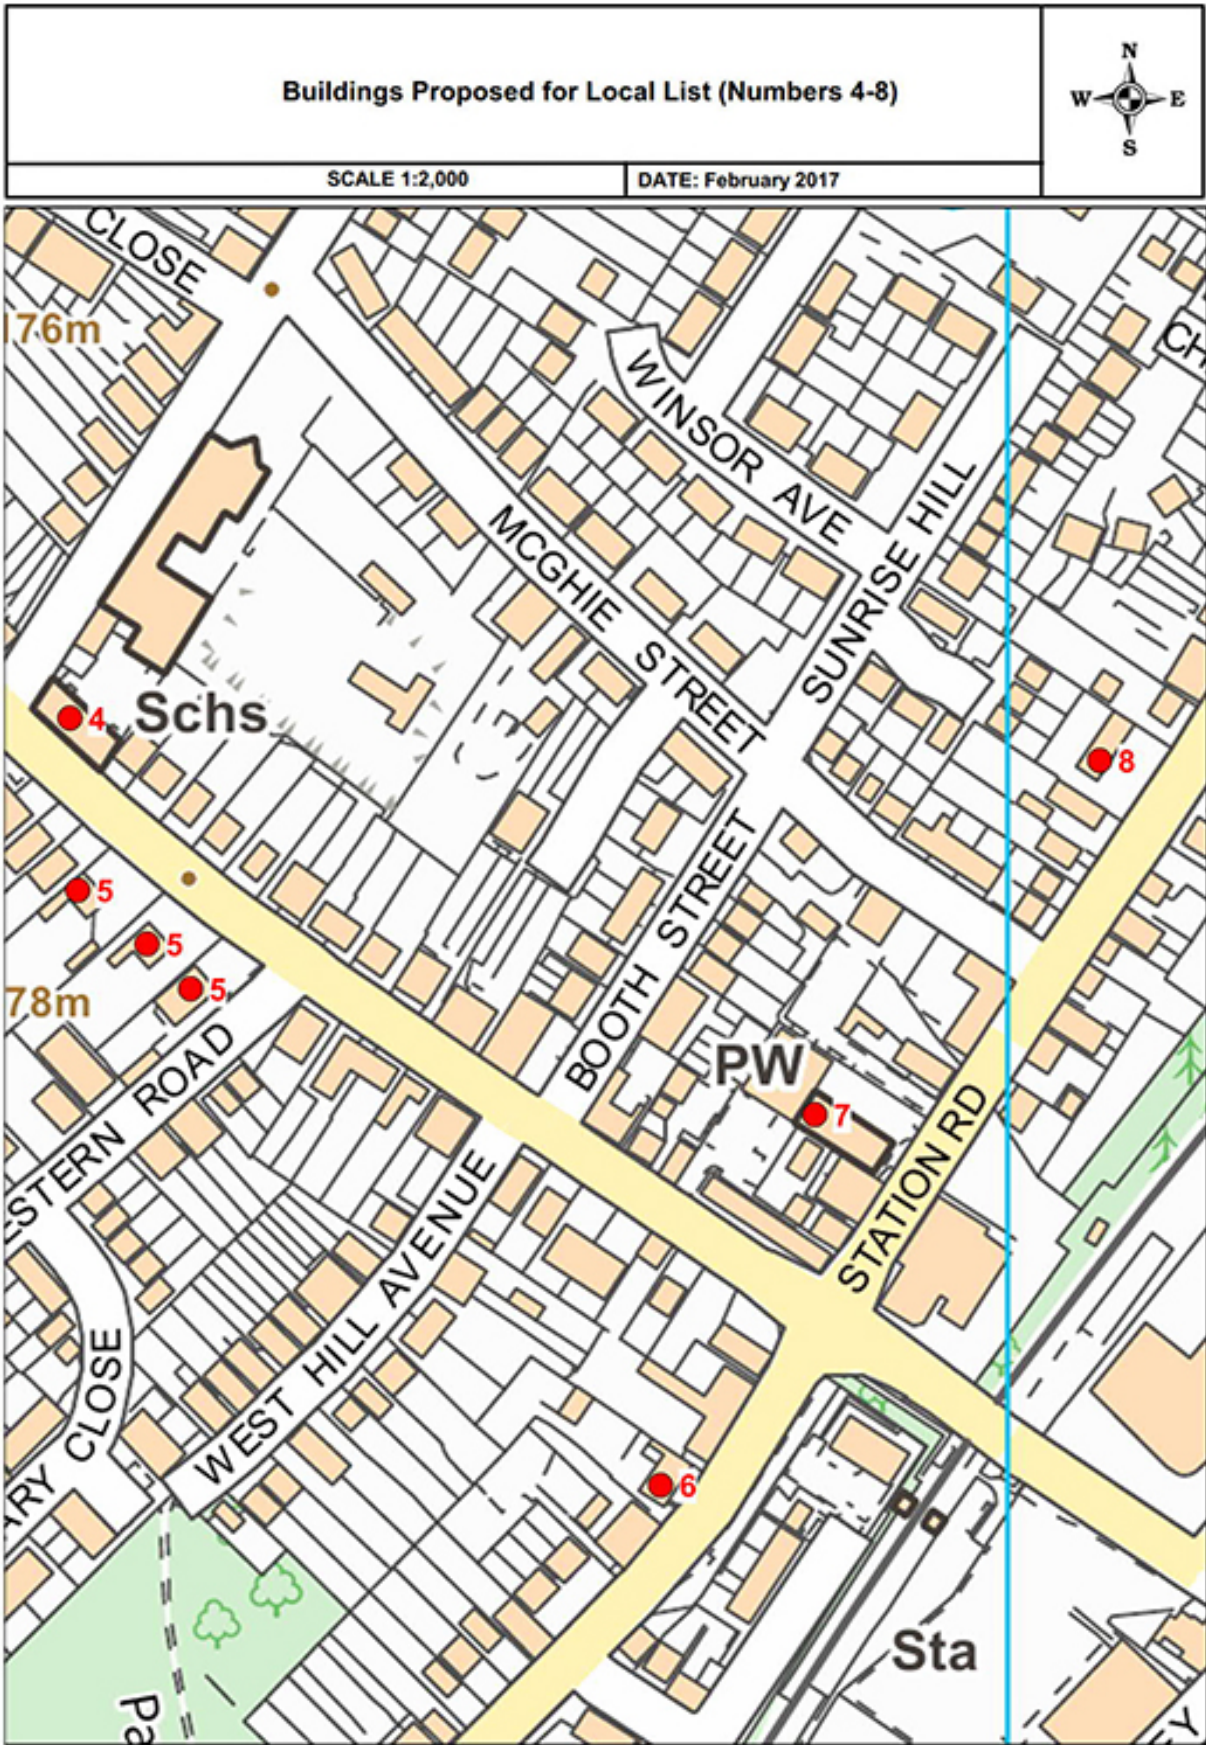 Buildings Proposed for Local List (Numbers 4-8)
N
W E
S
SCALE 1:2,000
DATE: February 2017
CLOSE
176m
CH
WINSOR AVE
SUNRISE HILL
MCGHIE STREET
Schs
4
8
5
5
5
78m
BOOTH STREET
PW
7
STATION RD
ESTERN ROAD
WEST HILL AVENUE
ARY CLOSE
6
Sta
Pa
EY